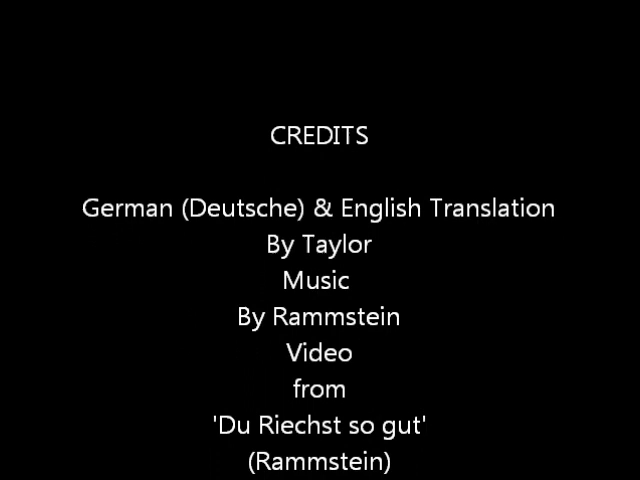 CREDITS
German (Deutsche) & English Translation
By Taylor
Music
By Rammstein
Video
from
'Du Riechst so gut'
(Rammstein)